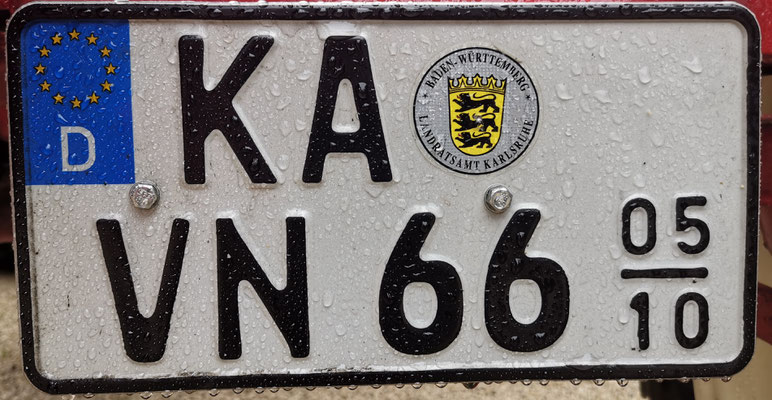 D
KA
BADEN-WÜRTTEMBERG
LANDRATSAMT KARLSRUHE
VN 66
05
10